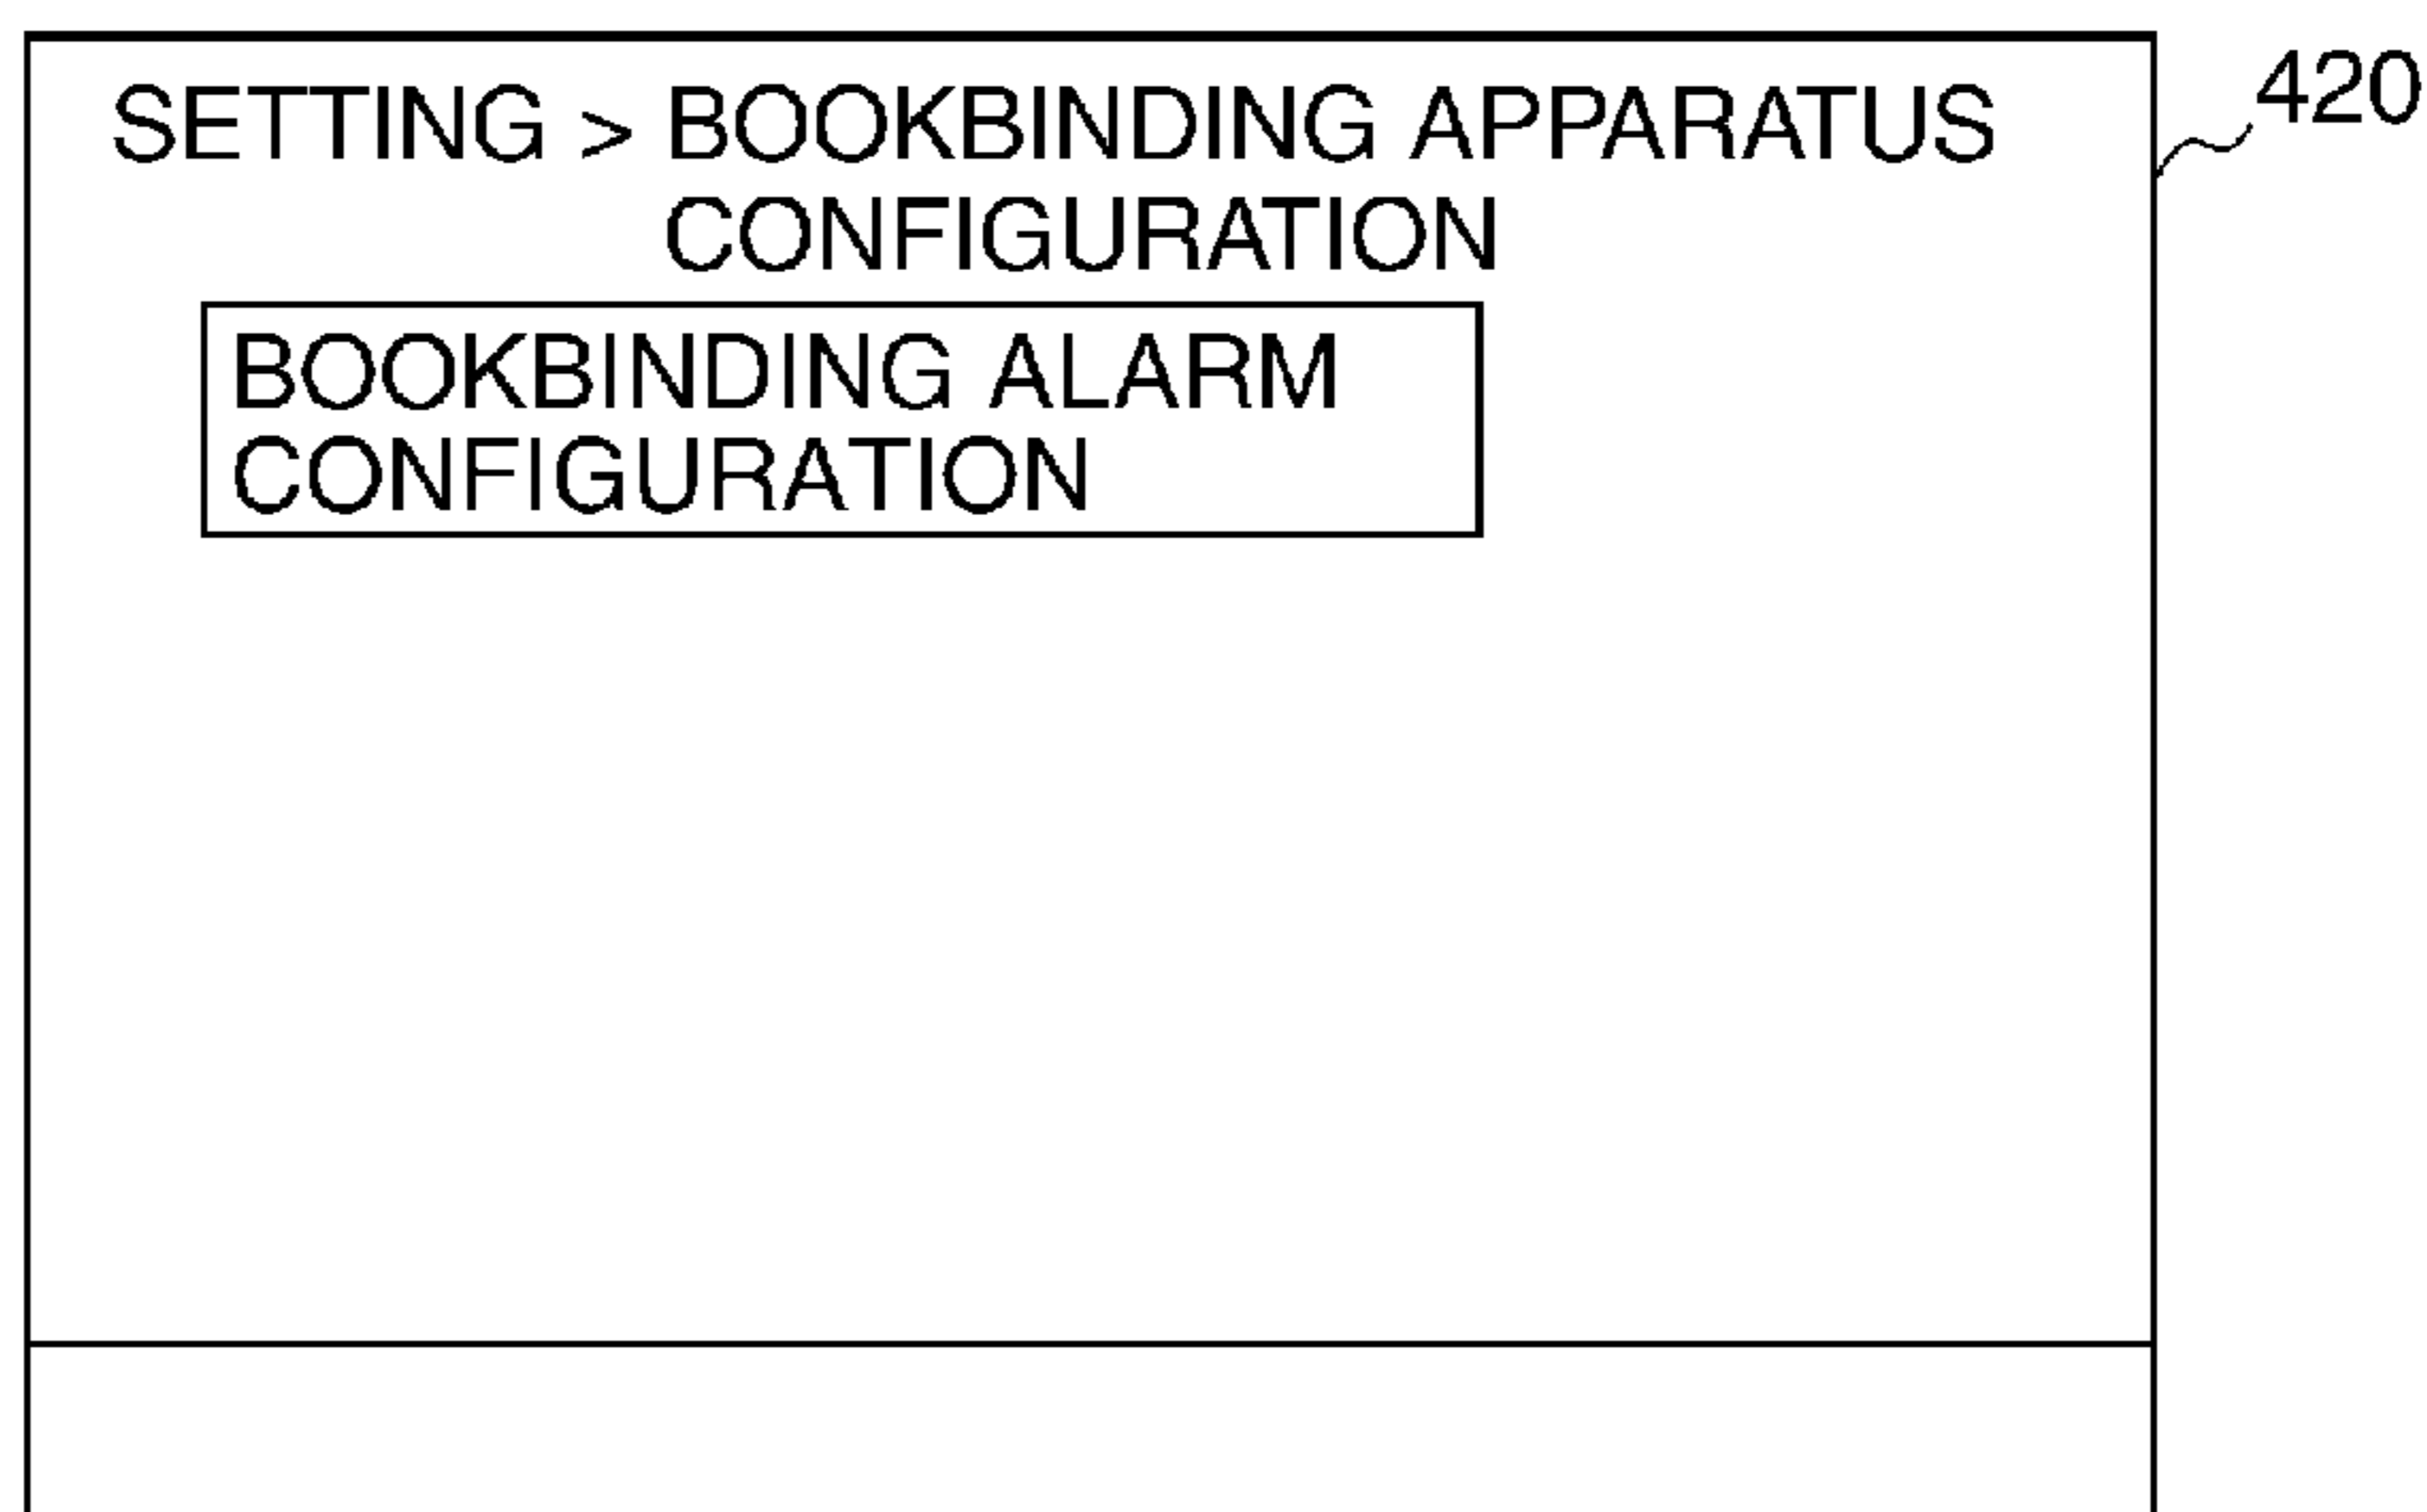 SETTING > BOOKBINDING APPARATUS
CONFIGURATION
420
BOOKBINDING ALARM
CONFIGURATION